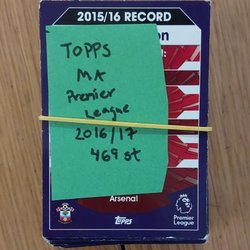 2015/16 RECORD
TOPPS
MA
Premier
League
2016/17
469 st
Arsenal
topps
Premier
League